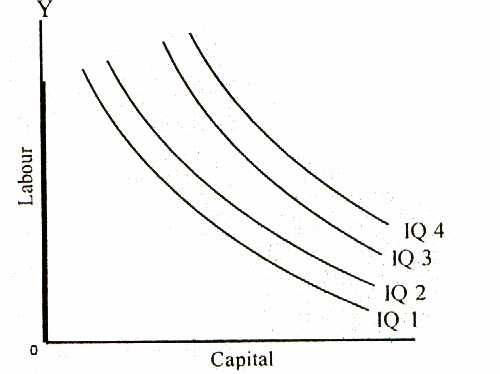 Y
Labour
IQ 4
IQ 3
IQ 2
IQ 1
0
Capital